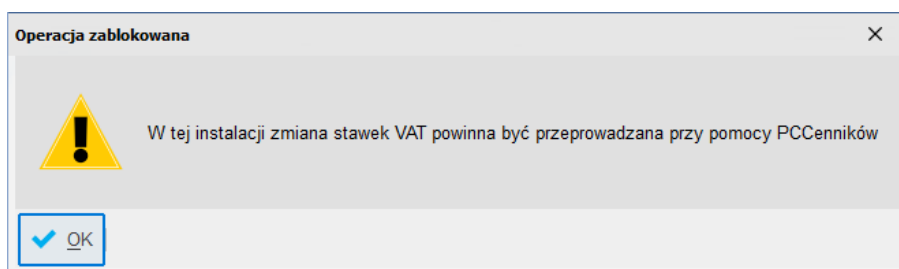 Operacja zablokowana
W tej instalacji zmiana stawek VAT powinna być przeprowadzana przy pomocy PCCenników
OK